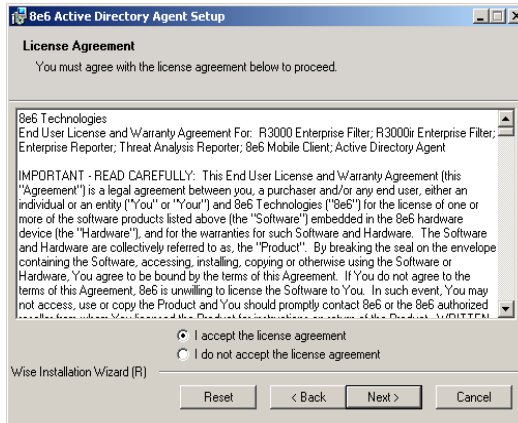 8e6 Active Directory Agent Setup
License Agreement
You must agree with the license agreement below to proceed.
8e6 Technologies
End User License and Warranty Agreement For: R3000 Enterprise Filter; R3000ir Enterprise Filter;
Enterprise Reporter; Threat Analysis Reporter; 8e6 Mobile Client; Active Directory Agent
IMPORTANT - READ CAREFULLY: This End User License and Warranty Agreement (this
"Agreement") is a legal agreement between you, a purchaser and/or any end user, either an
individual or an entity ("You" or "Your") and 8e6 Technologies ("8e6") for the license of one or
more of the software products listed above (the "Software") embedded in the 8e6 hardware
device (the "Hardware"), and for the warranties for such Software and Hardware. The Software
and Hardware are collectively referred to as, the "Product". By breaking the seal on the envelope
containing the Software, accessing, installing, copying or otherwise using the Software or
Hardware, You agree to be bound by the terms of this Agreement. If You do not agree to the
terms of this Agreement, 8e6 is unwilling to license the Software to You. In such event, You may
not access, use or copy the Product and You should promptly contact 8e6 or the 8e6 authorized
I accept the license agreement
I do not accept the license agreement
Wise Installation Wizard (R)
Reset
< Back
Next >
Cancel